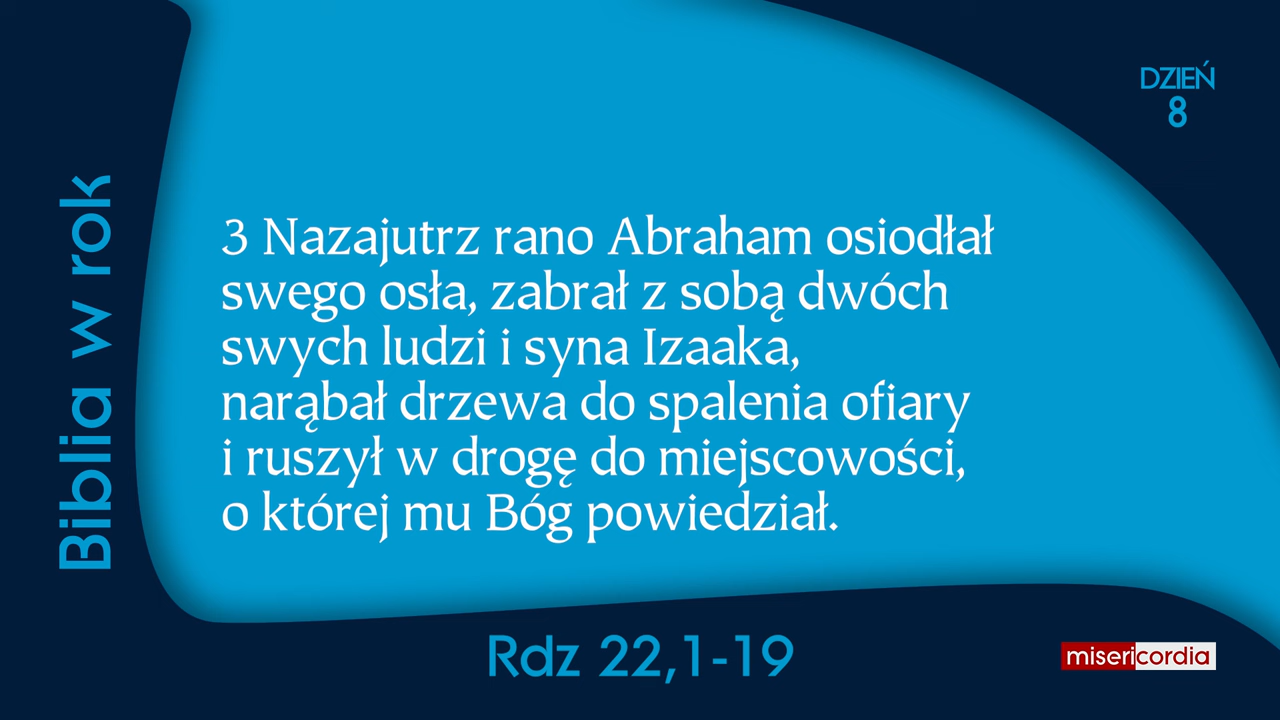 DZIEŃ
8
Biblia w rok
3 Nazajutrz rano Abraham osiodłał
swego osła, zabrał z sobą dwóch
swych ludzi i syna Izaaka,
narąbał drzewa do spalenia ofiary
i ruszył w drogę do miejscowości,
o której mu Bóg powiedział.
Rdz 22,1-19
misericordia